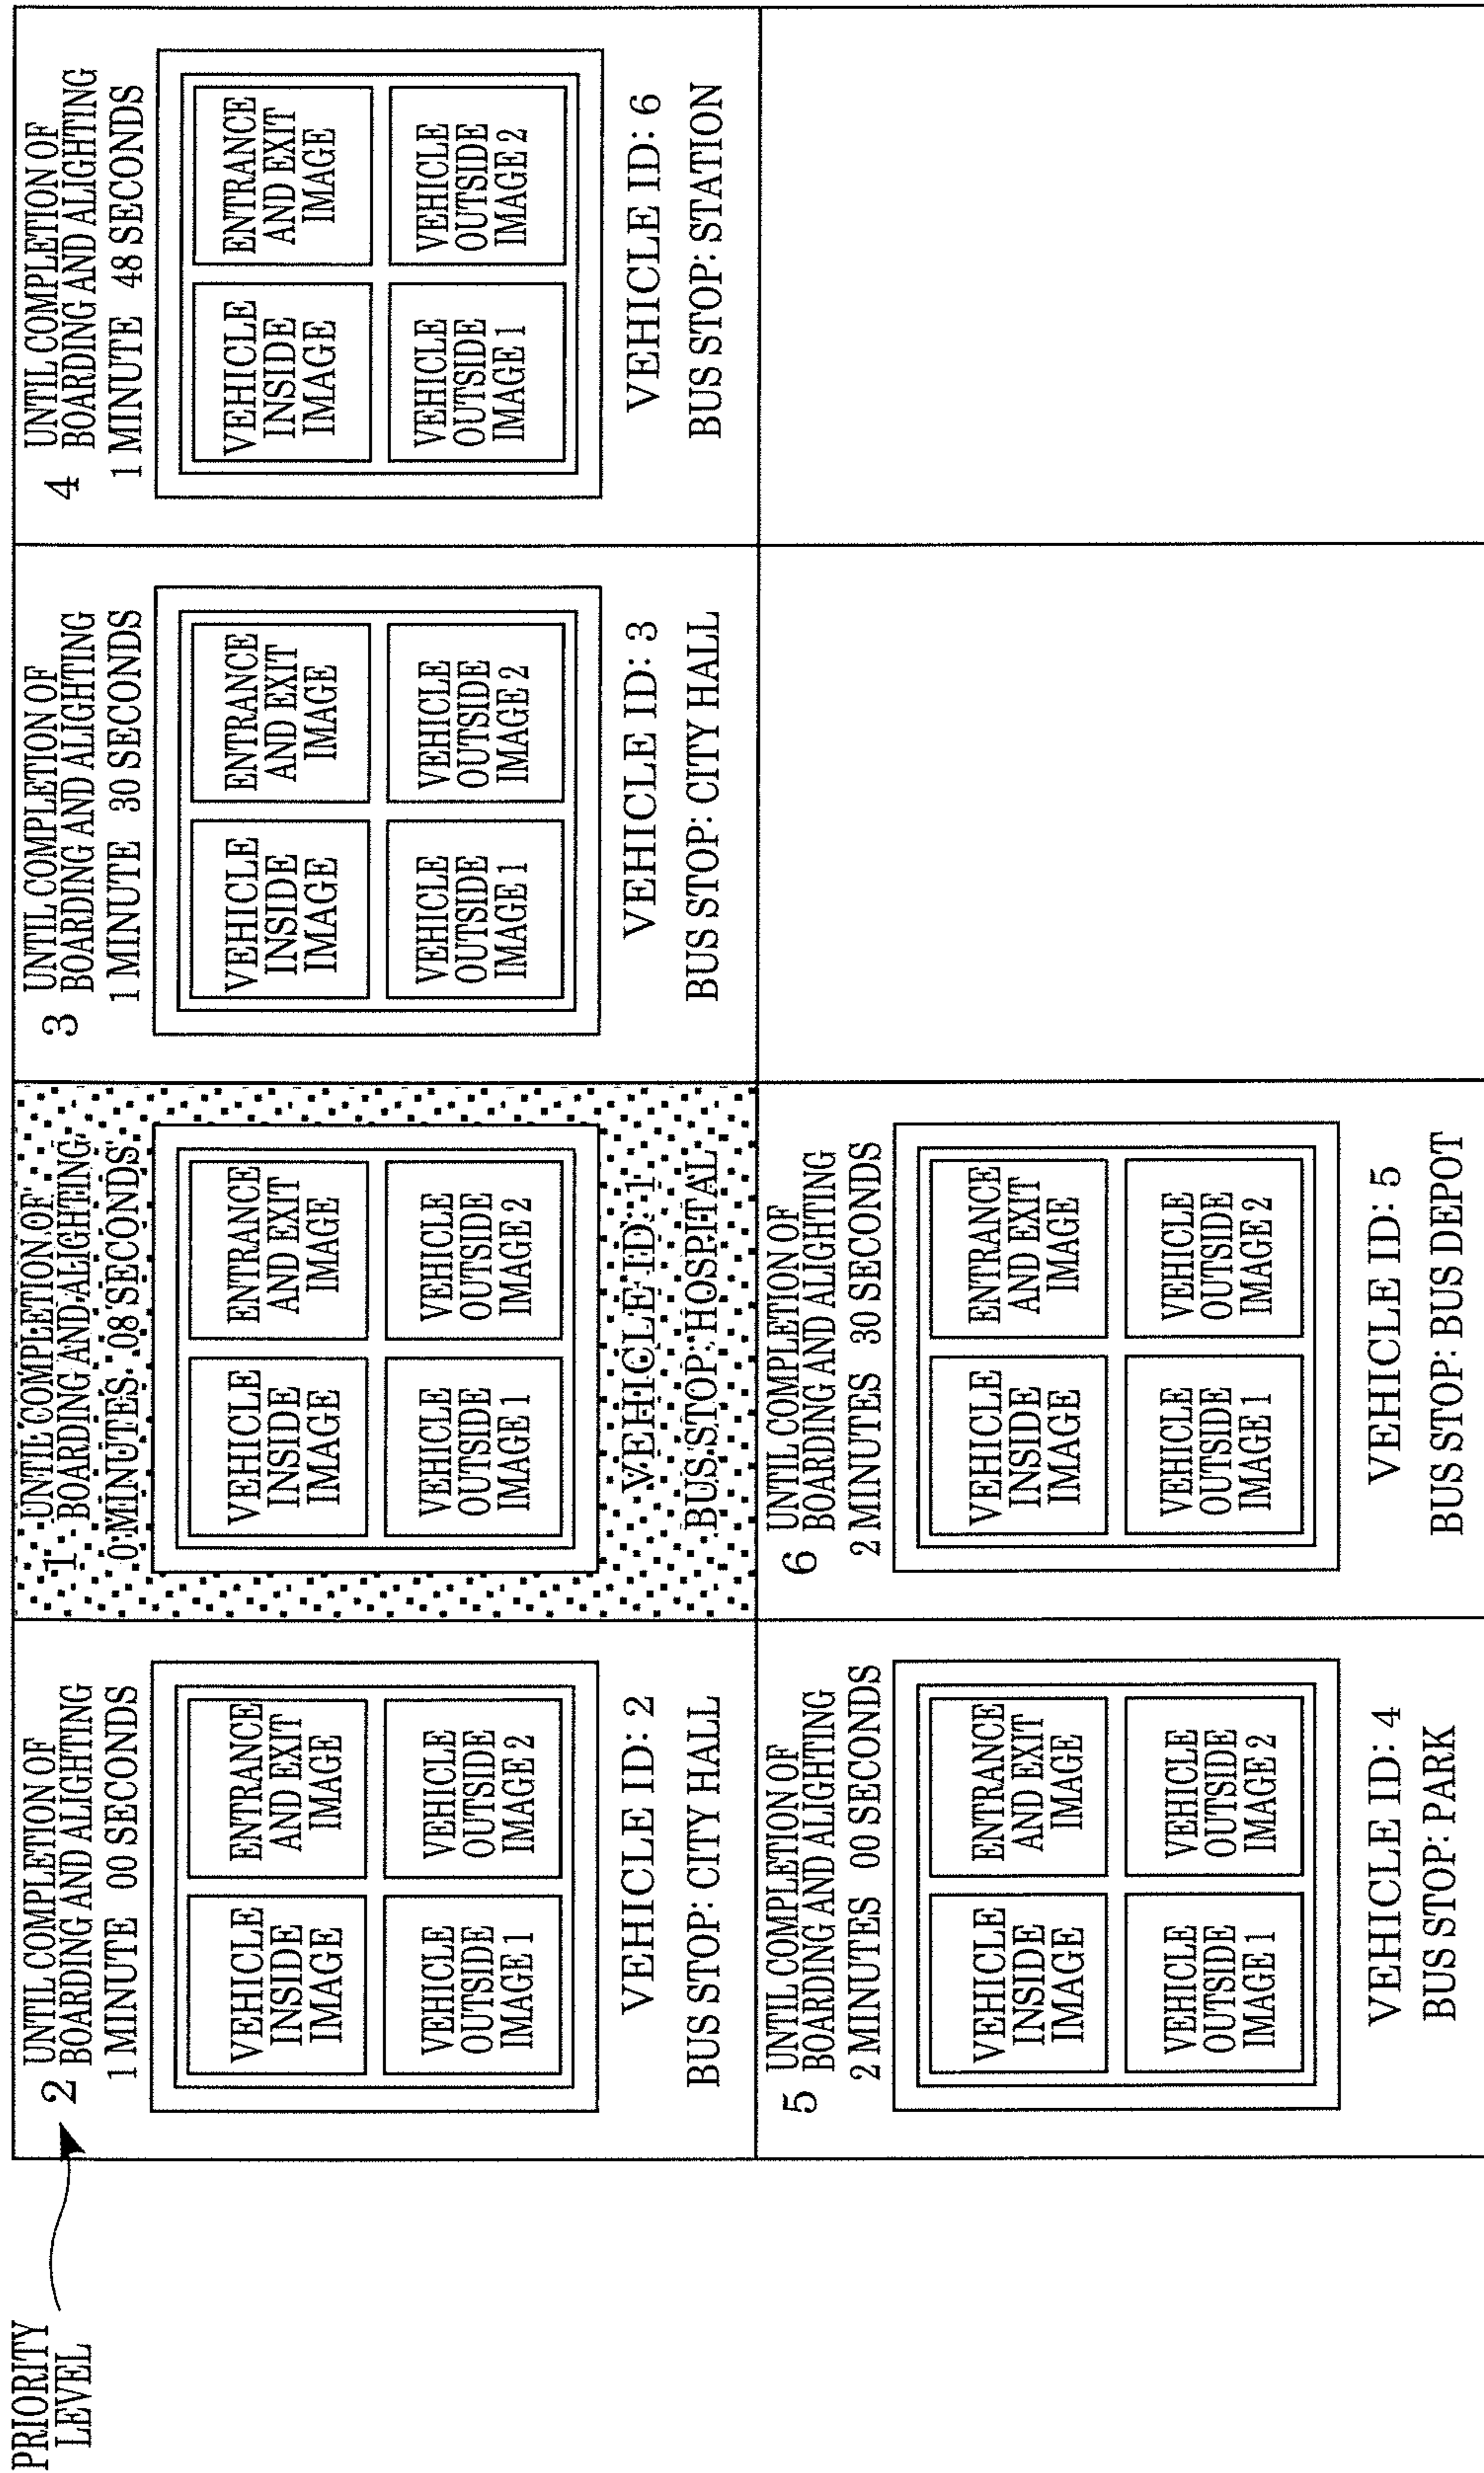 PRIORITY
LEVEL
2
UNTIL COMPLETION OF
BOARDING AND ALIGHTING
1 MINUTE 00 SECONDS
VEHICLE
INSIDE
IMAGE
ENTRANCE
AND EXIT
IMAGE
VEHICLE
OUTSIDE
IMAGE 1
VEHICLE
OUTSIDE
IMAGE 2
VEHICLE ID: 2
BUS STOP: CITY HALL
1
UNTIL COMPLETION OF
BOARDING AND ALIGHTING
0 MINUTES 08 SECONDS
VEHICLE
INSIDE
IMAGE
ENTRANCE
AND EXIT
IMAGE
VEHICLE
OUTSIDE
IMAGE 1
VEHICLE
OUTSIDE
IMAGE 2
VEHICLE ID: 1
BUS STOP: HOSPITAL
3
UNTIL COMPLETION OF
BOARDING AND ALIGHTING
1 MINUTE 30 SECONDS
VEHICLE
INSIDE
IMAGE
ENTRANCE
AND EXIT
IMAGE
VEHICLE
OUTSIDE
IMAGE 1
VEHICLE
OUTSIDE
IMAGE 2
VEHICLE ID: 3
BUS STOP: CITY HALL
4
UNTIL COMPLETION OF
BOARDING AND ALIGHTING
1 MINUTE 48 SECONDS
VEHICLE
INSIDE
IMAGE
ENTRANCE
AND EXIT
IMAGE
VEHICLE
OUTSIDE
IMAGE 1
VEHICLE
OUTSIDE
IMAGE 2
VEHICLE ID: 6
BUS STOP: STATION
5
UNTIL COMPLETION OF
BOARDING AND ALIGHTING
2 MINUTES 00 SECONDS
VEHICLE
INSIDE
IMAGE
ENTRANCE
AND EXIT
IMAGE
VEHICLE
OUTSIDE
IMAGE 1
VEHICLE
OUTSIDE
IMAGE 2
VEHICLE ID: 4
BUS STOP: PARK
6
UNTIL COMPLETION OF
BOARDING AND ALIGHTING
2 MINUTES 30 SECONDS
VEHICLE
INSIDE
IMAGE
ENTRANCE
AND EXIT
IMAGE
VEHICLE
OUTSIDE
IMAGE 1
VEHICLE
OUTSIDE
IMAGE 2
VEHICLE ID: 5
BUS STOP: BUS DEPOT